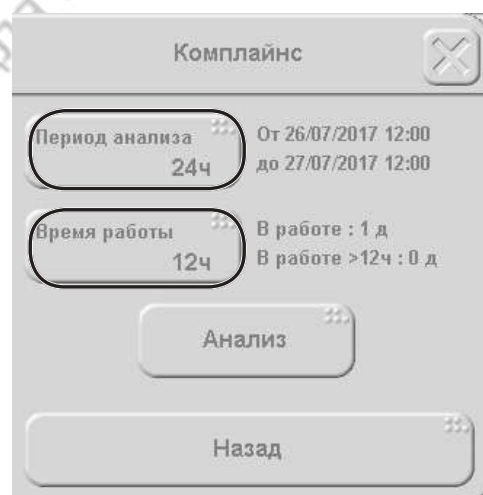 Комплайнс
Период анализа
24ч
От 26/07/2017 12:00
до 27/07/2017 12:00
Время работы
12ч
В работе : 1 д
В работе >12ч : 0 д
Анализ
Назад